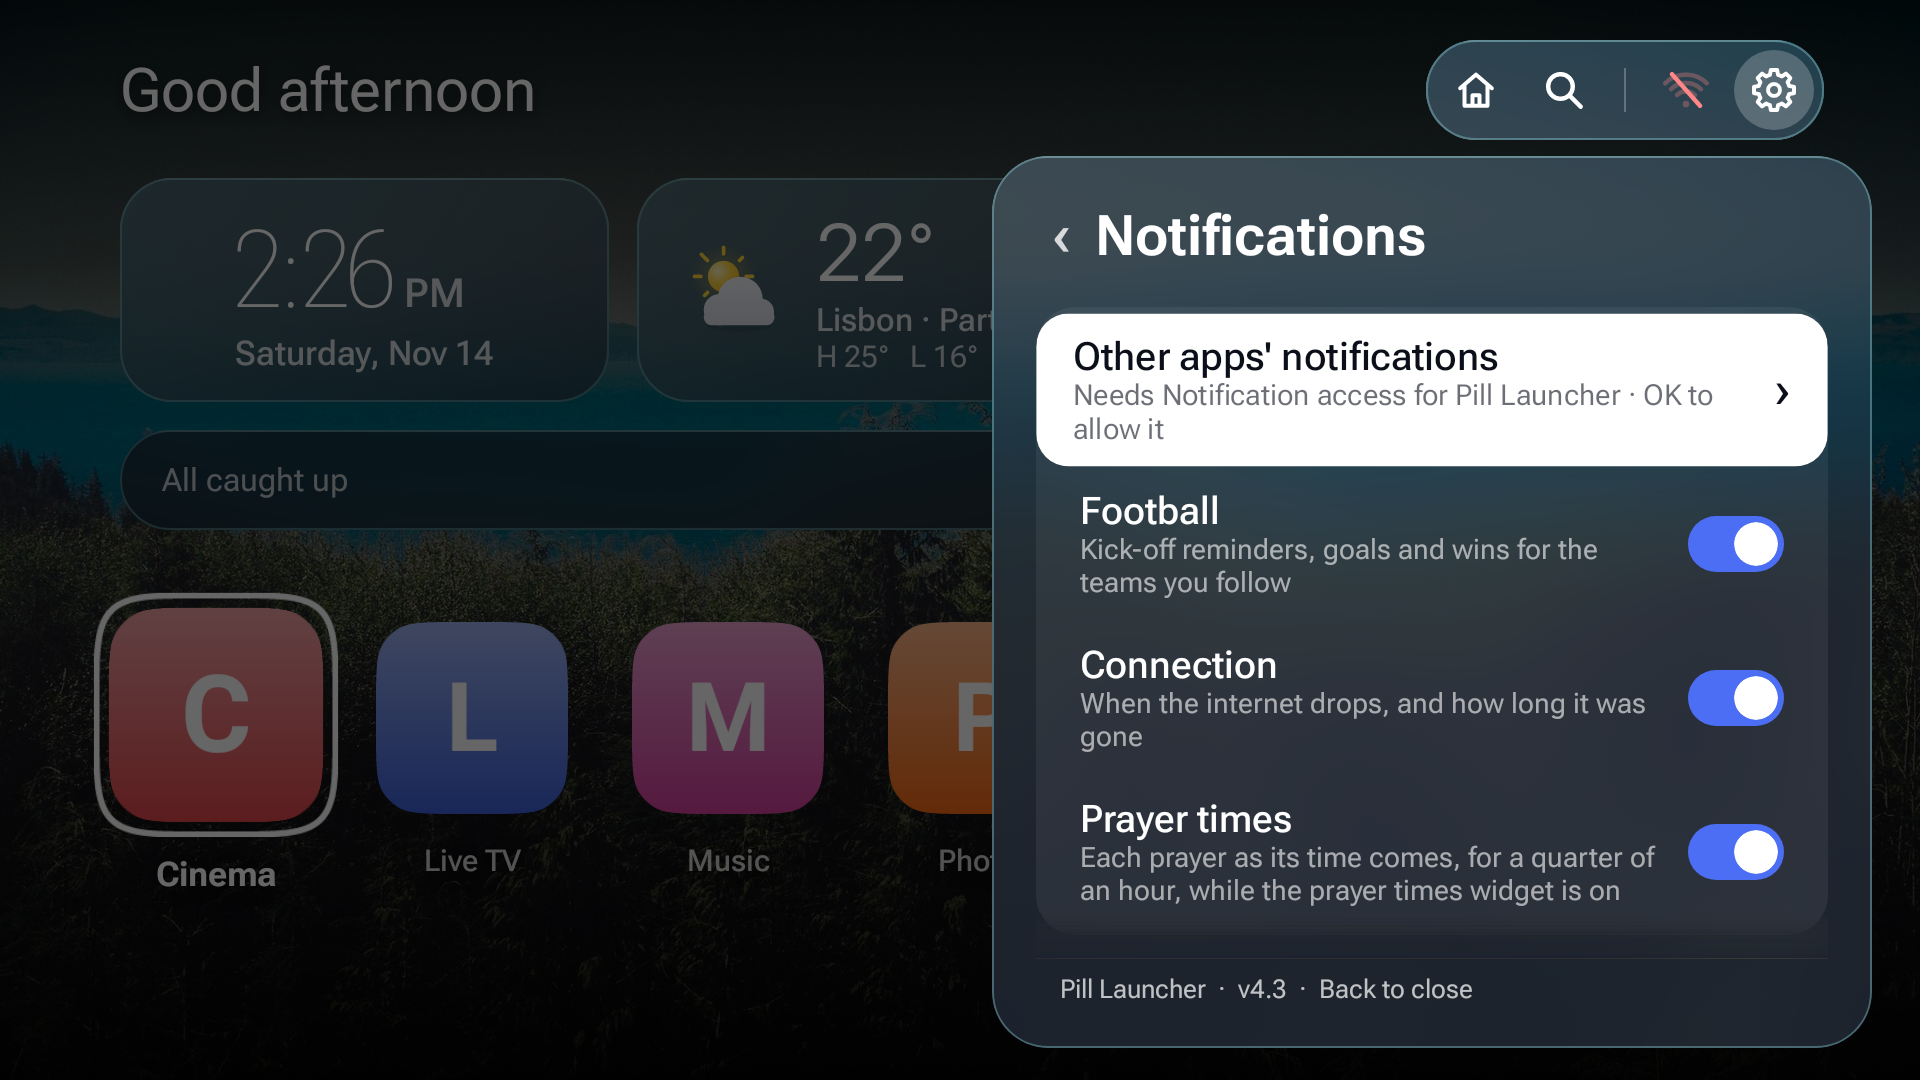 Good afternoon
2:26 PM
Saturday, Nov 14
22°
Lisbon · Part
H 25° L 16°
All caught up
C
L
M
P
Cinema
Live TV
Music
Phot
‹ Notifications
Other apps' notifications
Needs Notification access for Pill Launcher · OK to
allow it
Football
Kick-off reminders, goals and wins for the
teams you follow
Connection
When the internet drops, and how long it was
gone
Prayer times
Each prayer as its time comes, for a quarter of
an hour, while the prayer times widget is on
Pill Launcher · v4.3 · Back to close